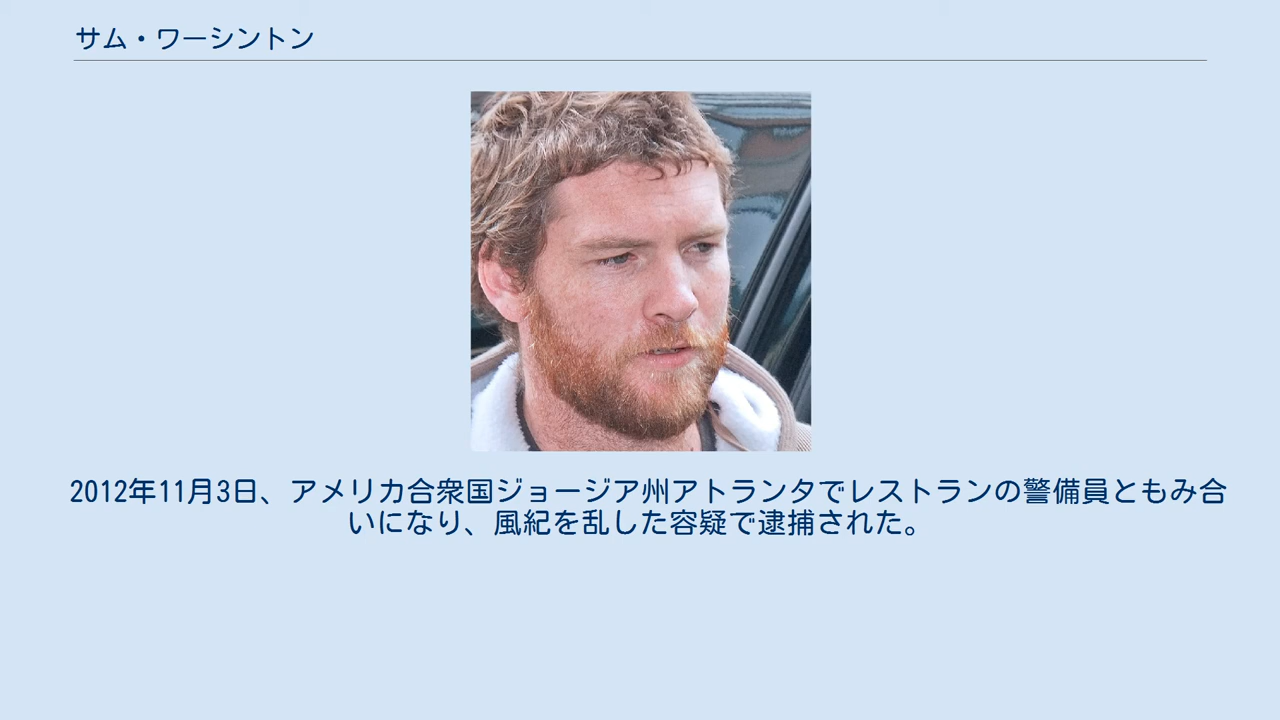 サム・ワーシントン
2012年11月3日、アメリカ合衆国ジョージア州アトランタでレストランの警備員ともみ合
いになり、風紀を乱した容疑で逮捕された。